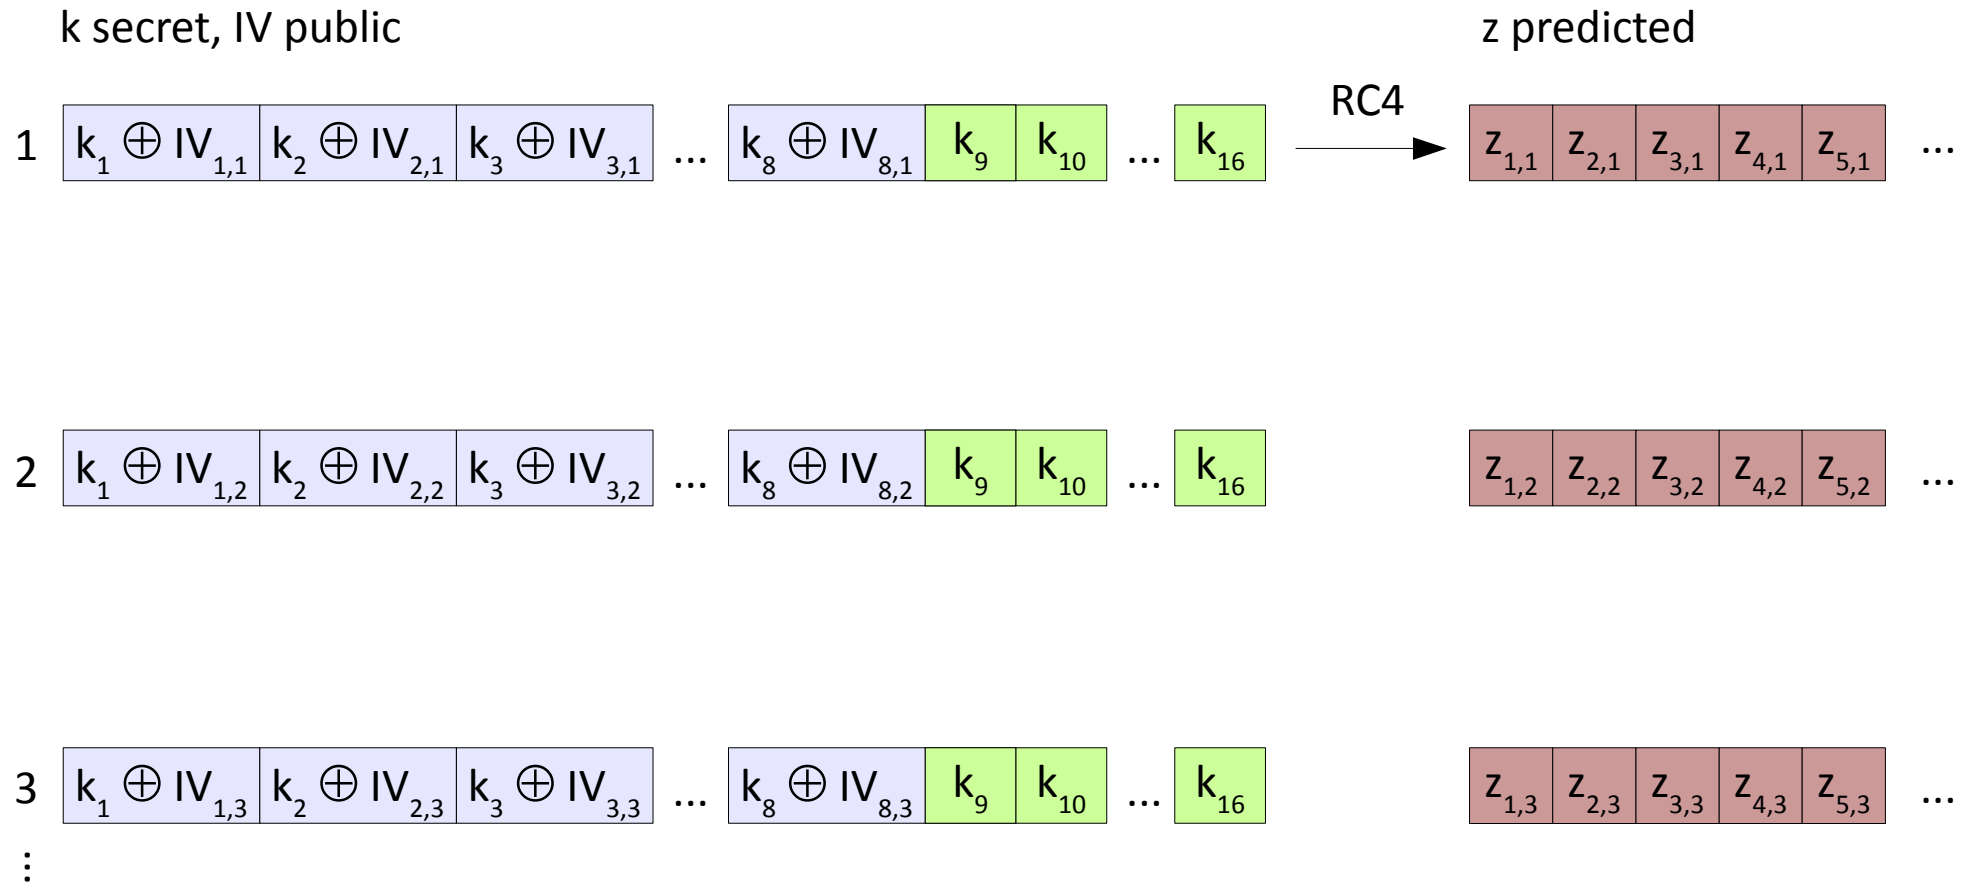 k secret, IV public z predicted
RC4
1 k₁ ⊕ IV₁,₁ k₂ ⊕ IV₂,₁ k₃ ⊕ IV₃,₁ ... k₈ ⊕ IV₈,₁ k₉ k₁₀ ... k₁₆ z₁,₁ z₂,₁ z₃,₁ z₄,₁ z₅,₁ ...
2 k₁ ⊕ IV₁,₂ k₂ ⊕ IV₂,₂ k₃ ⊕ IV₃,₂ ... k₈ ⊕ IV₈,₂ k₉ k₁₀ ... k₁₆ z₁,₂ z₂,₂ z₃,₂ z₄,₂ z₅,₂ ...
3 k₁ ⊕ IV₁,₃ k₂ ⊕ IV₂,₃ k₃ ⊕ IV₃,₃ ... k₈ ⊕ IV₈,₃ k₉ k₁₀ ... k₁₆ z₁,₃ z₂,₃ z₃,₃ z₄,₃ z₅,₃ ...
⋮